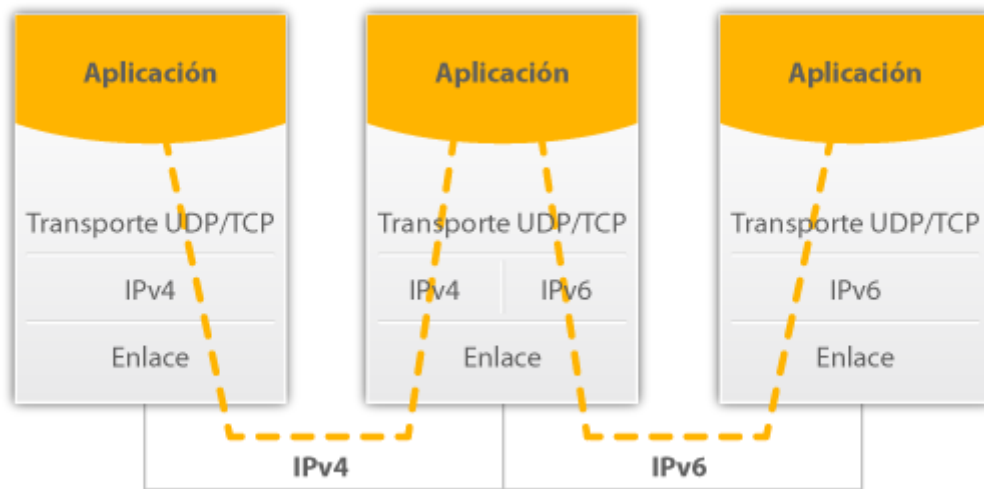 Aplicación
Transporte UDP/TCP
IPv4
Enlace
Aplicación
Transporte UDP/TCP
IPv4 IPv6
Enlace
Aplicación
Transporte UDP/TCP
IPv6
Enlace
IPv4
IPv6